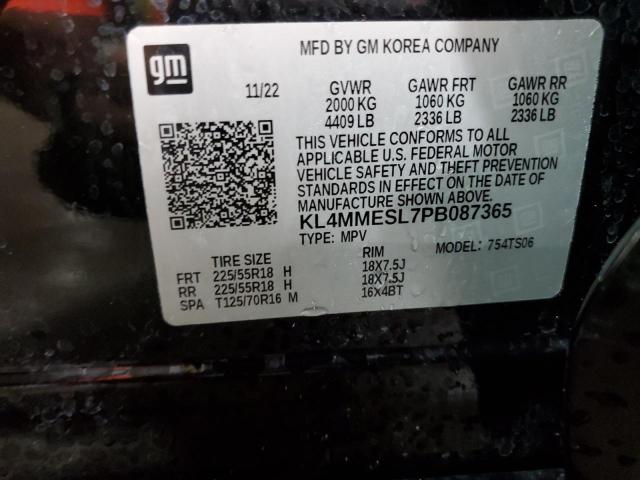 gm
MFD BY GM KOREA COMPANY
11/22
GVWR GAWR FRT GAWR RR
2000 KG 1060 KG 1060 KG
4409 LB 2336 LB 2336 LB
THIS VEHICLE CONFORMS TO ALL
APPLICABLE U.S. FEDERAL MOTOR
VEHICLE SAFETY AND THEFT PREVENTION
STANDARDS IN EFFECT ON THE DATE OF
MANUFACTURE SHOWN ABOVE.
KL4MMESL7PB087365
TYPE: MPV MODEL: 754TS06
TIRE SIZE RIM
FRT 225/55R18 H 18X7.5J
RR 225/55R18 H 18X7.5J
SPA T125/70R16 M 16X4BT